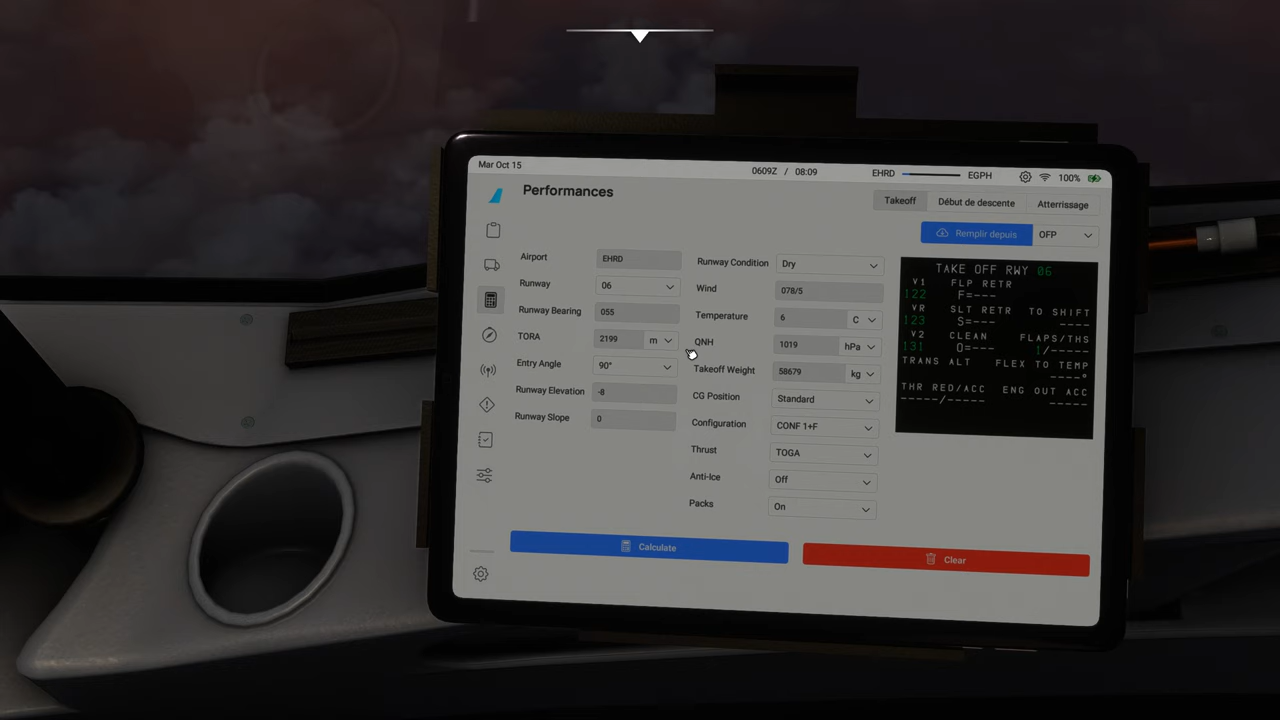 Mar Oct 15
0609Z / 08:09
EHRD EGPH
100%
Performances
Takeoff Début de descente Atterrissage
Remplir depuis OFP
Airport EHRD
Runway 06
Runway Bearing 055
TORA 2199 m
Entry Angle 90°
Runway Elevation -8
Runway Slope 0
Runway Condition Dry
Wind 078/5
Temperature 6 C
QNH 1019 hPa
Takeoff Weight 58679 kg
CG Position Standard
Configuration CONF 1+F
Thrust TOGA
Anti-Ice Off
Packs On
TAKE OFF RWY 06
V1 FLP RETR
122 F=---
VR SLT RETR TO SHIFT
123 S=--- ----
V2 CLEAN FLAPS/THS
131 O=--- 1/-----
TRANS ALT FLEX TO TEMP
----°
THR RED/ACC ENG OUT ACC
-----/----- -----
Calculate
Clear